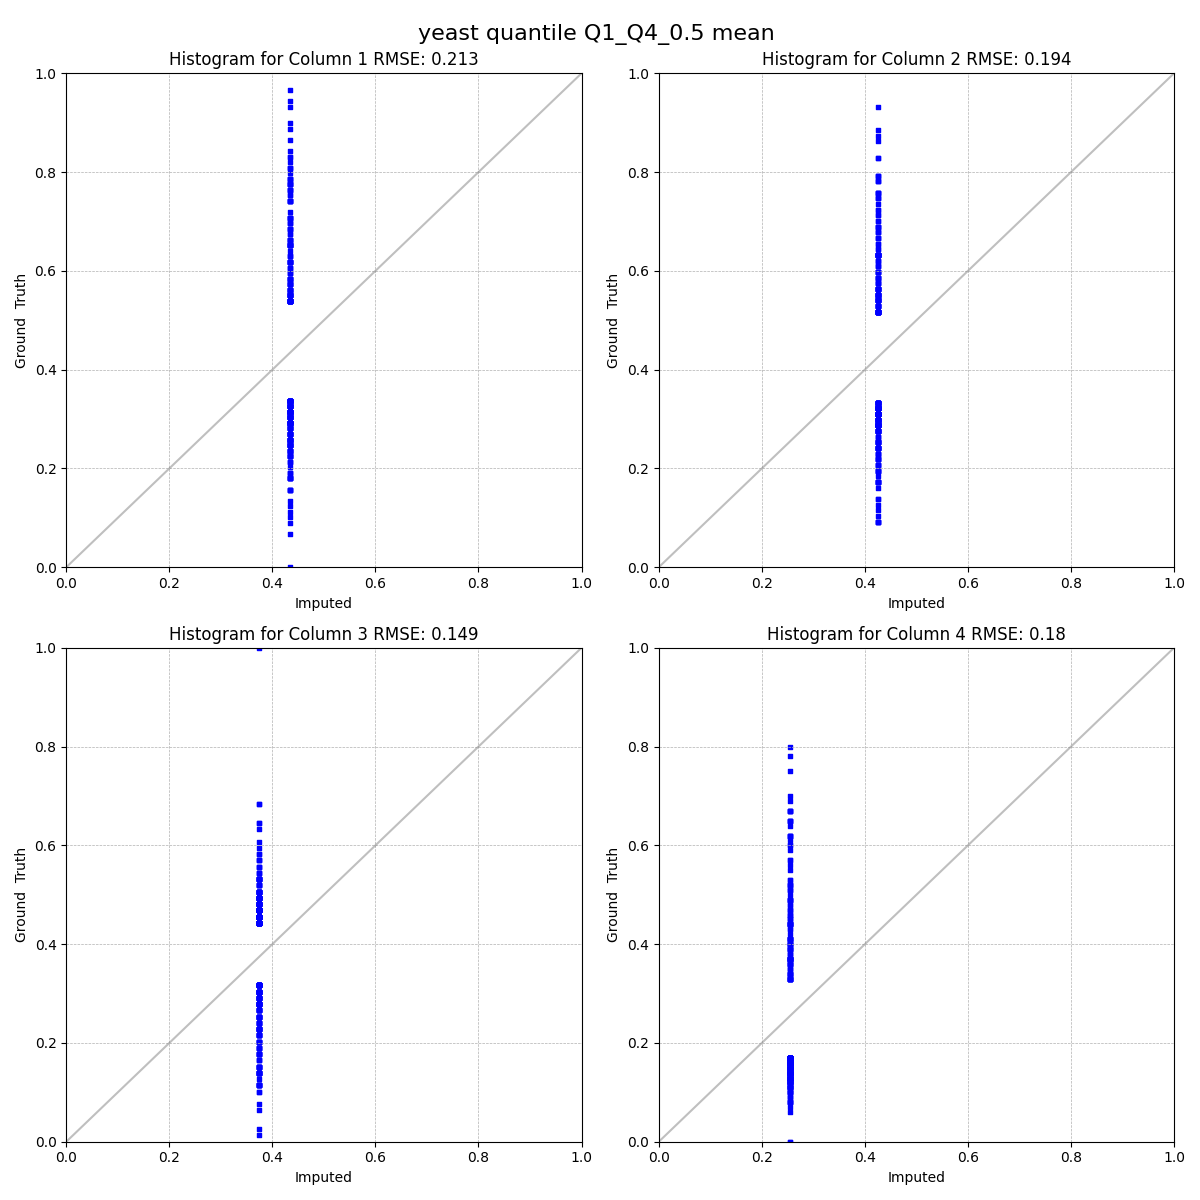 yeast quantile Q1_Q4_0.5 mean
Histogram for Column 1 RMSE: 0.213
1.0
0.8
0.6
0.4
0.2
0.0
Ground Truth
0.0 0.2 0.4 0.6 0.8 1.0
Imputed
Histogram for Column 2 RMSE: 0.194
1.0
0.8
0.6
0.4
0.2
0.0
Ground Truth
0.0 0.2 0.4 0.6 0.8 1.0
Imputed
Histogram for Column 3 RMSE: 0.149
1.0
0.8
0.6
0.4
0.2
0.0
Ground Truth
0.0 0.2 0.4 0.6 0.8 1.0
Imputed
Histogram for Column 4 RMSE: 0.18
1.0
0.8
0.6
0.4
0.2
0.0
Ground Truth
0.0 0.2 0.4 0.6 0.8 1.0
Imputed